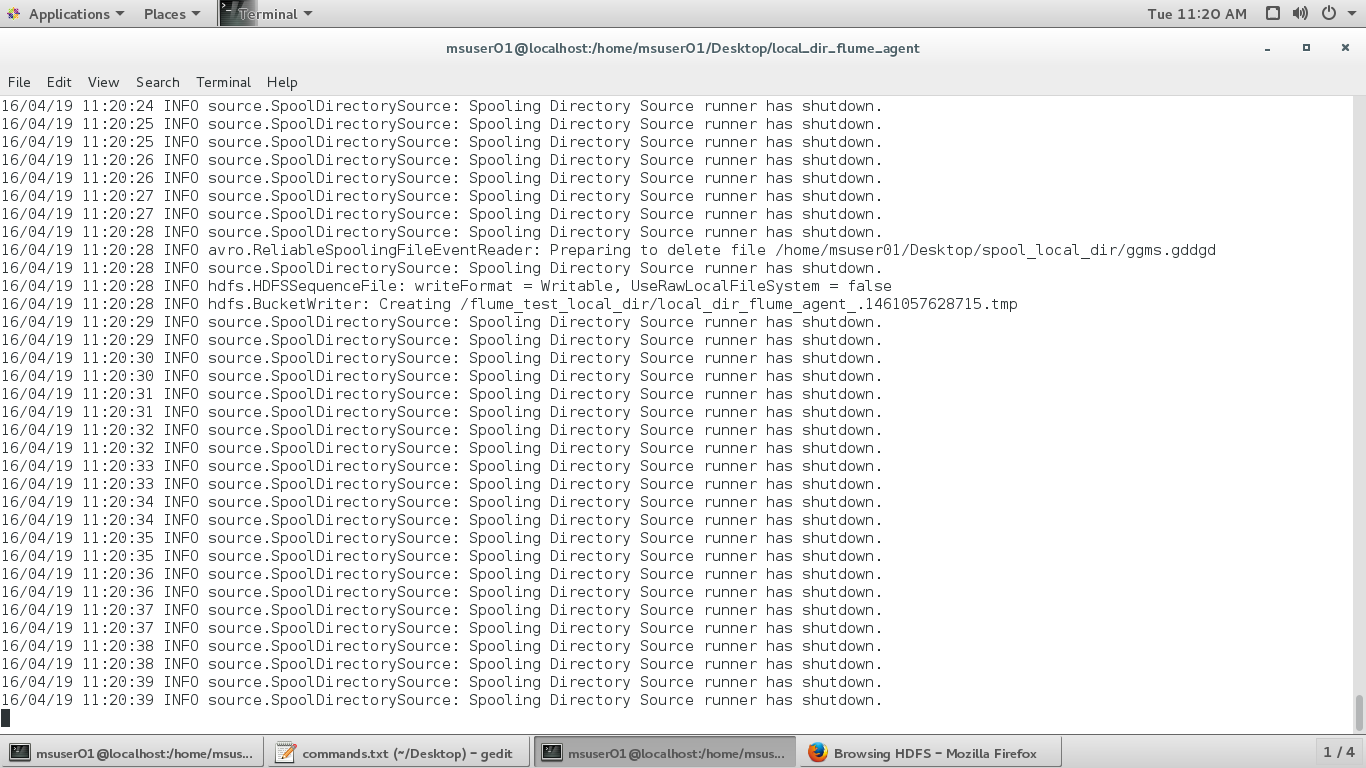 Applications Places Terminal Tue 11:20 AM
msuser01@localhost:/home/msuser01/Desktop/local_dir_flume_agent
File Edit View Search Terminal Help
16/04/19 11:20:24 INFO source.SpoolDirectorySource: Spooling Directory Source runner has shutdown.
16/04/19 11:20:25 INFO source.SpoolDirectorySource: Spooling Directory Source runner has shutdown.
16/04/19 11:20:25 INFO source.SpoolDirectorySource: Spooling Directory Source runner has shutdown.
16/04/19 11:20:26 INFO source.SpoolDirectorySource: Spooling Directory Source runner has shutdown.
16/04/19 11:20:26 INFO source.SpoolDirectorySource: Spooling Directory Source runner has shutdown.
16/04/19 11:20:27 INFO source.SpoolDirectorySource: Spooling Directory Source runner has shutdown.
16/04/19 11:20:27 INFO source.SpoolDirectorySource: Spooling Directory Source runner has shutdown.
16/04/19 11:20:28 INFO source.SpoolDirectorySource: Spooling Directory Source runner has shutdown.
16/04/19 11:20:28 INFO avro.ReliableSpoolingFileEventReader: Preparing to delete file /home/msuser01/Desktop/spool_local_dir/ggms.gddgd
16/04/19 11:20:28 INFO source.SpoolDirectorySource: Spooling Directory Source runner has shutdown.
16/04/19 11:20:28 INFO hdfs.HDFSSequenceFile: writeFormat = Writable, UseRawLocalFileSystem = false
16/04/19 11:20:28 INFO hdfs.BucketWriter: Creating /flume_test_local_dir/local_dir_flume_agent_.1461057628715.tmp
16/04/19 11:20:29 INFO source.SpoolDirectorySource: Spooling Directory Source runner has shutdown.
16/04/19 11:20:29 INFO source.SpoolDirectorySource: Spooling Directory Source runner has shutdown.
16/04/19 11:20:30 INFO source.SpoolDirectorySource: Spooling Directory Source runner has shutdown.
16/04/19 11:20:30 INFO source.SpoolDirectorySource: Spooling Directory Source runner has shutdown.
16/04/19 11:20:31 INFO source.SpoolDirectorySource: Spooling Directory Source runner has shutdown.
16/04/19 11:20:31 INFO source.SpoolDirectorySource: Spooling Directory Source runner has shutdown.
16/04/19 11:20:32 INFO source.SpoolDirectorySource: Spooling Directory Source runner has shutdown.
16/04/19 11:20:32 INFO source.SpoolDirectorySource: Spooling Directory Source runner has shutdown.
16/04/19 11:20:33 INFO source.SpoolDirectorySource: Spooling Directory Source runner has shutdown.
16/04/19 11:20:33 INFO source.SpoolDirectorySource: Spooling Directory Source runner has shutdown.
16/04/19 11:20:34 INFO source.SpoolDirectorySource: Spooling Directory Source runner has shutdown.
16/04/19 11:20:34 INFO source.SpoolDirectorySource: Spooling Directory Source runner has shutdown.
16/04/19 11:20:35 INFO source.SpoolDirectorySource: Spooling Directory Source runner has shutdown.
16/04/19 11:20:35 INFO source.SpoolDirectorySource: Spooling Directory Source runner has shutdown.
16/04/19 11:20:36 INFO source.SpoolDirectorySource: Spooling Directory Source runner has shutdown.
16/04/19 11:20:36 INFO source.SpoolDirectorySource: Spooling Directory Source runner has shutdown.
16/04/19 11:20:37 INFO source.SpoolDirectorySource: Spooling Directory Source runner has shutdown.
16/04/19 11:20:37 INFO source.SpoolDirectorySource: Spooling Directory Source runner has shutdown.
16/04/19 11:20:38 INFO source.SpoolDirectorySource: Spooling Directory Source runner has shutdown.
16/04/19 11:20:38 INFO source.SpoolDirectorySource: Spooling Directory Source runner has shutdown.
16/04/19 11:20:39 INFO source.SpoolDirectorySource: Spooling Directory Source runner has shutdown.
16/04/19 11:20:39 INFO source.SpoolDirectorySource: Spooling Directory Source runner has shutdown.
msuser01@localhost:/home/msus... commands.txt (~/Desktop) – gedit msuser01@localhost:/home/msus... Browsing HDFS – Mozilla Firefox 1 / 4